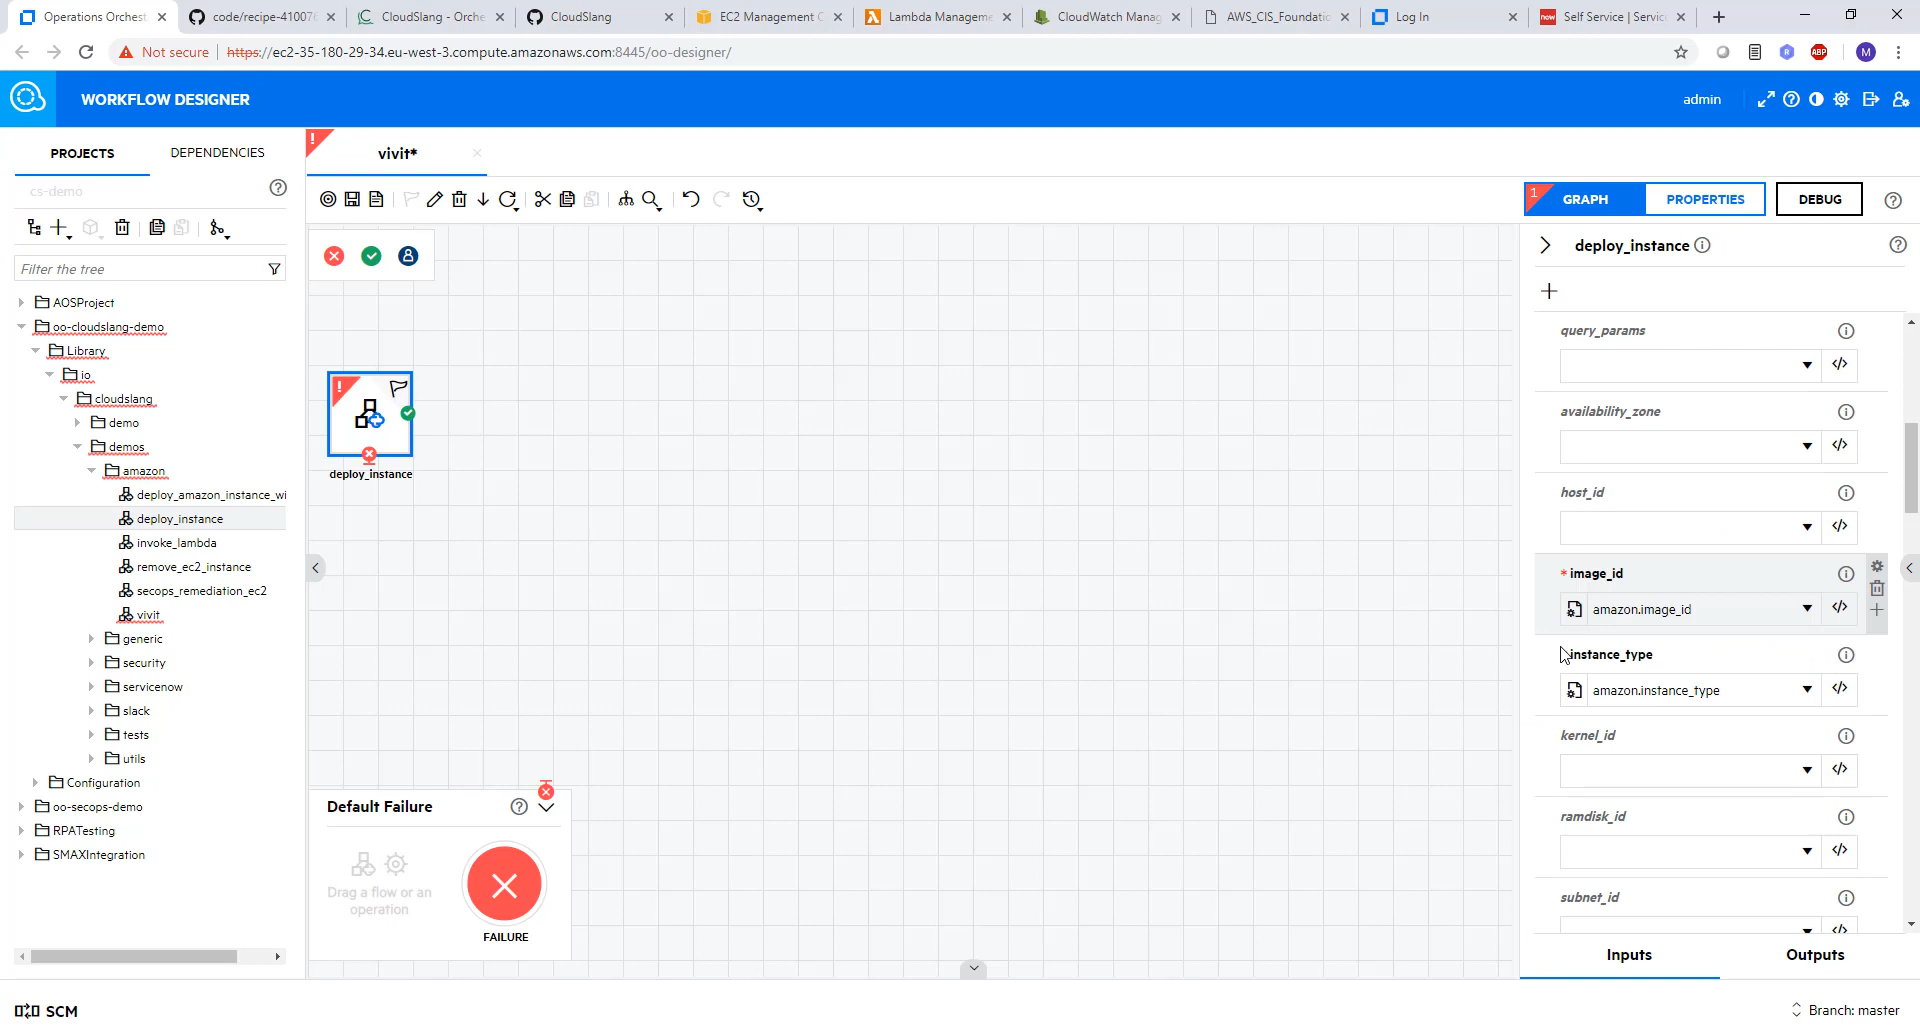 Operations Orchest
code/recipe-410076
CloudSlang - Orche
CloudSlang
EC2 Management C
Lambda Manageme
CloudWatch Manag
AWS_CIS_Foundatio
Log In
now
Self Service | Servic
Not secure
https://ec2-35-180-29-34.eu-west-3.compute.amazonaws.com:8445/oo-designer/
R
ABP
M
WORKFLOW DESIGNER
admin
PROJECTS
DEPENDENCIES
!
vivit*
cs-demo
1
GRAPH
PROPERTIES
DEBUG
Filter the tree
deploy_instance
AOSProject
oo-cloudslang-demo
Library
io
cloudslang
demo
demos
amazon
deploy_amazon_instance_wi
deploy_instance
invoke_lambda
remove_ec2_instance
secops_remediation_ec2
vivit
generic
security
servicenow
slack
tests
utils
Configuration
oo-secops-demo
RPATesting
SMAXIntegration
!
deploy_instance
Default Failure
Drag a flow or an
operation
FAILURE
query_params
</>
availability_zone
</>
host_id
</>
* image_id
amazon.image_id
</>
instance_type
amazon.instance_type
</>
kernel_id
</>
ramdisk_id
</>
subnet_id
</>
Inputs
Outputs
SCM
Branch: master